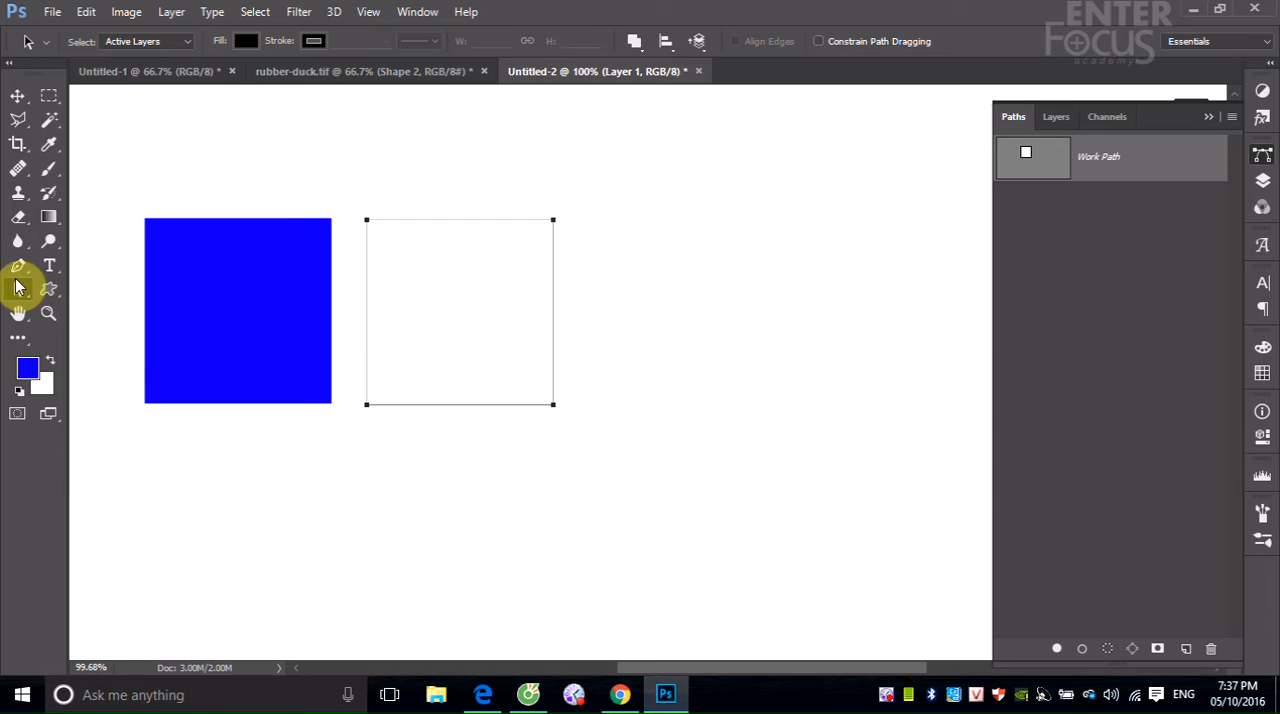 Ps File Edit Image Layer Type Select Filter 3D View Window Help
ENTER
FOCUS
academy
Select: Active Layers Fill: Stroke: W: H: Align Edges Constrain Path Dragging Essentials
Untitled-1 @ 66.7% (RGB/8) * × rubber-duck.tif @ 66.7% (Shape 2, RGB/8#) * × Untitled-2 @ 100% (Layer 1, RGB/8) * ×
Paths Layers Channels
Work Path
99.68% Doc: 3.00M/2.00M
Ask me anything
Ps
ENG
7:37 PM
05/10/2016